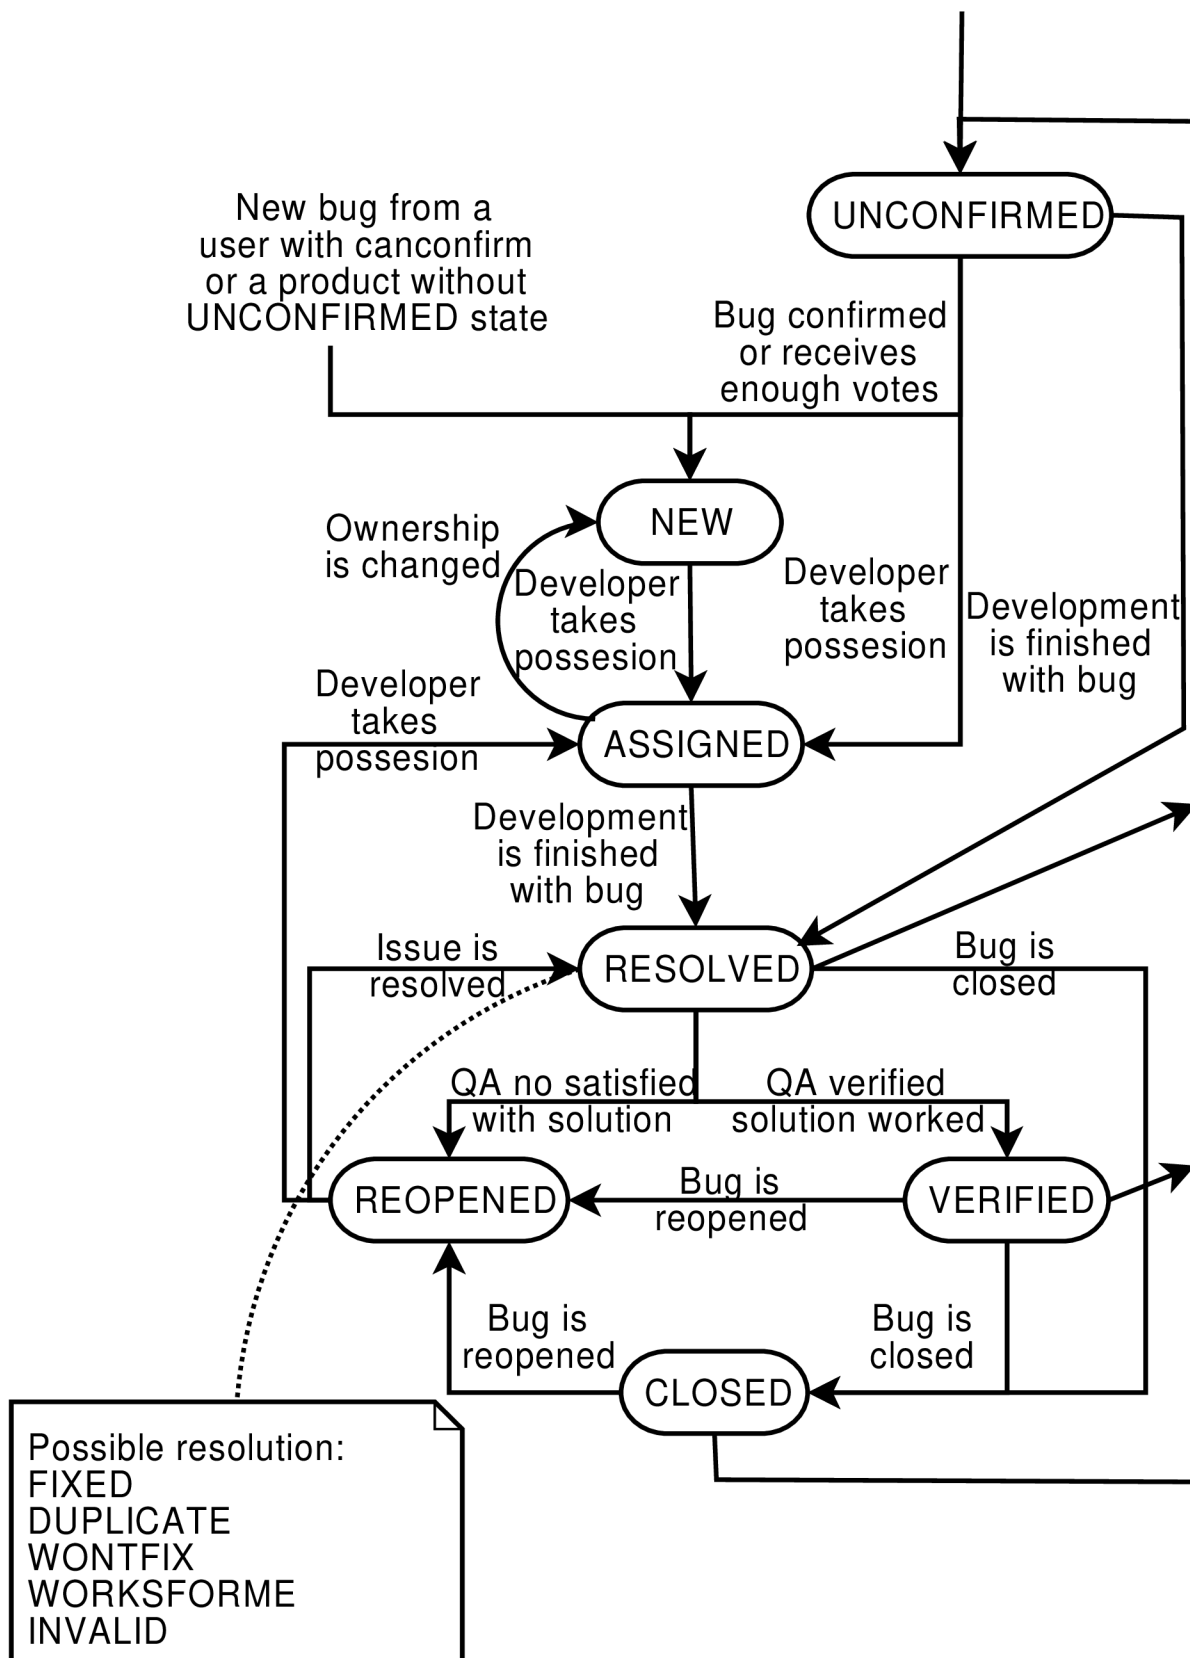 UNCONFIRMED
New bug from a
user with canconfirm
or a product without
UNCONFIRMED state
Bug confirmed
or receives
enough votes
NEW
Ownership
is changed
Developer
takes
possesion
Developer
takes
possesion
Development
is finished
with bug
Developer
takes
possesion
ASSIGNED
Development
is finished
with bug
Issue is
resolved
RESOLVED
Bug is
closed
QA no satisfied
with solution
QA verified
solution worked
REOPENED
Bug is
reopened
VERIFIED
Bug is
reopened
Bug is
closed
CLOSED
Possible resolution:
FIXED
DUPLICATE
WONTFIX
WORKSFORME
INVALID